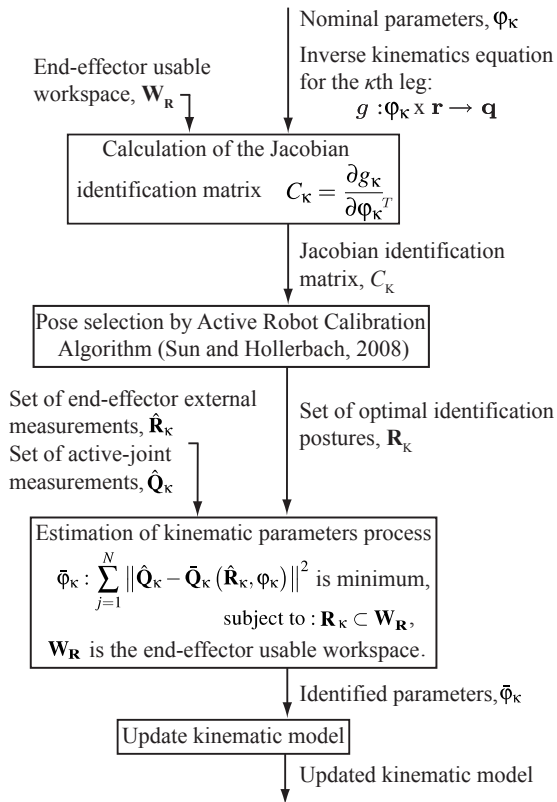 Nominal parameters, φκ
Inverse kinematics equation
for the κth leg:
g :φκ x r → q
End-effector usable
workspace, W_R
Calculation of the Jacobian
identification matrix C_κ = ∂g_κ / ∂φ_κ^T
Jacobian identification
matrix, C_K
Pose selection by Active Robot Calibration
Algorithm (Sun and Hollerbach, 2008)
Set of end-effector external
measurements, R̂_κ
Set of active-joint
measurements, Q̂_κ
Set of optimal identification
postures, R_K
Estimation of kinematic parameters process
φ̄_κ : ∑_{j=1}^{N} ||Q̂_κ − Q̄_κ (R̂_κ, φ_κ)||² is minimum,
subject to : R_κ ⊂ W_R,
W_R is the end-effector usable workspace.
Identified parameters, φ̄_κ
Update kinematic model
Updated kinematic model